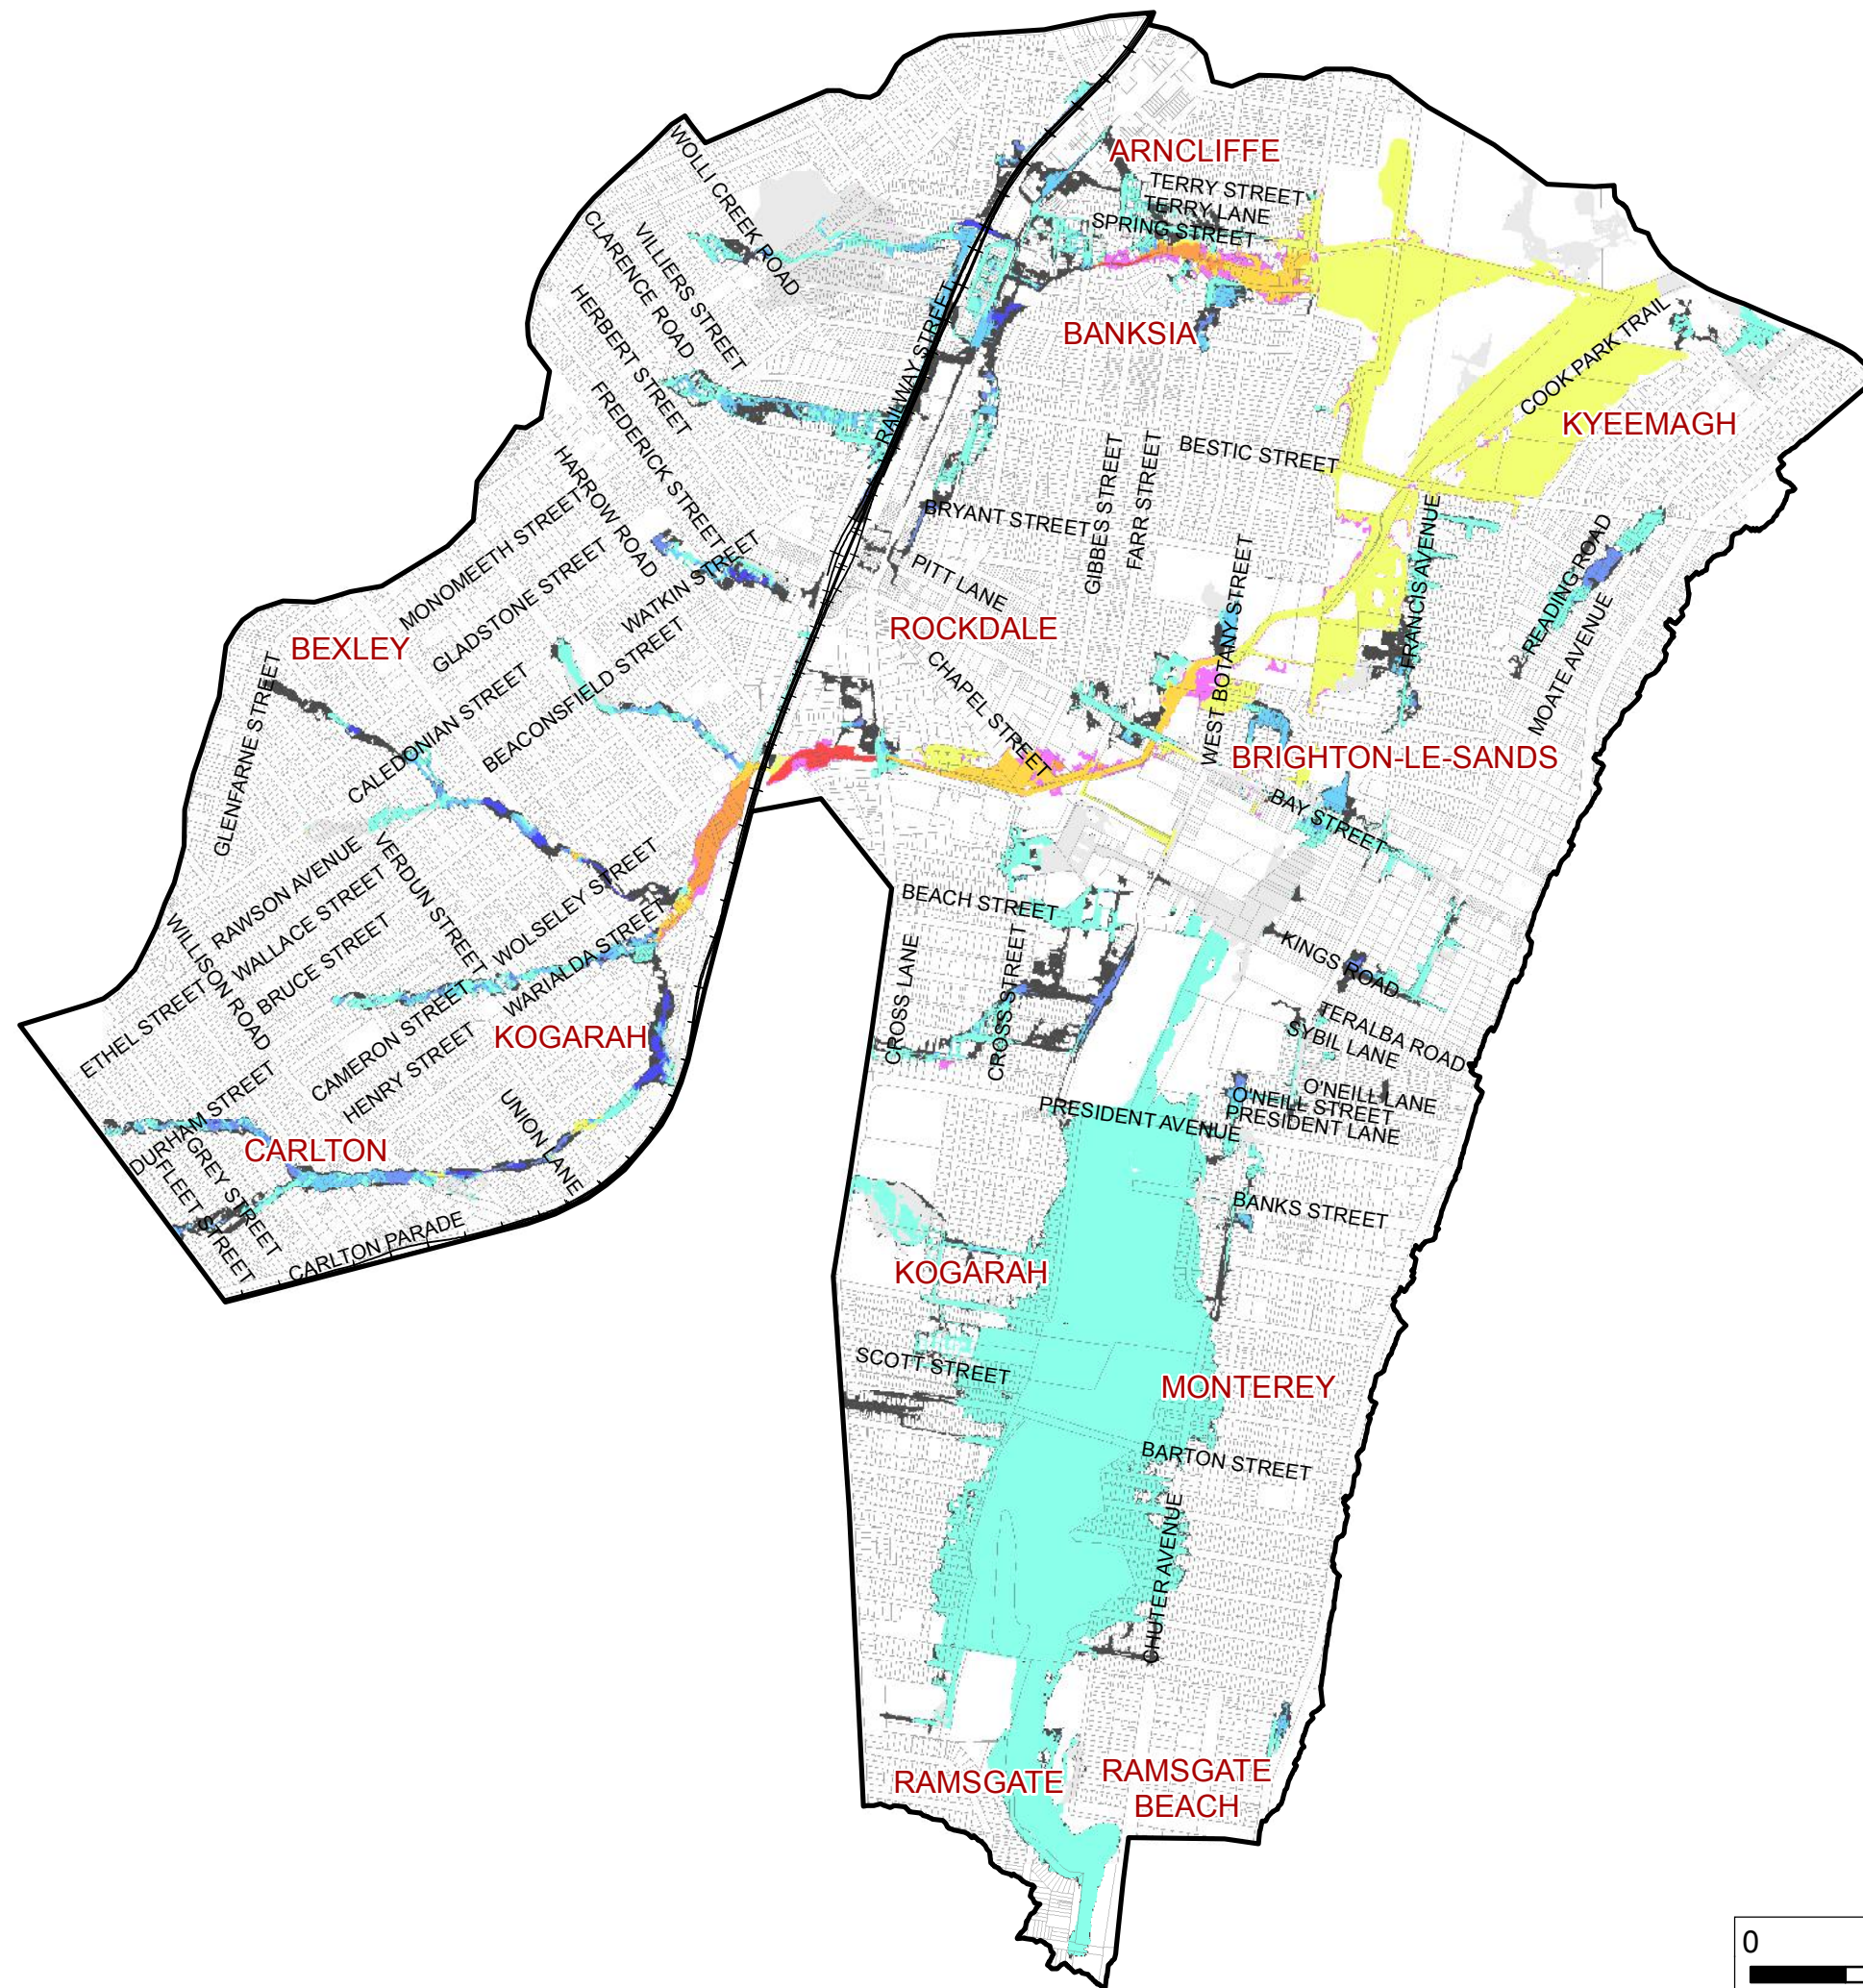 ARNCLIFFE
WOLLI CREEK ROAD
TERRY STREET
TERRY LANE
SPRING STREET
VILLIERS STREET
CLARENCE ROAD
HERBERT STREET
RAILWAY STREET
BANKSIA
COOK PARK TRAIL
KYEEMAGH
FREDERICK STREET
HARROW ROAD
BESTIC STREET
GIBBES STREET
FARR STREET
BRYANT STREET
MONOMEETH STREET
GLADSTONE STREET
WATKIN STREET
PITT LANE
WEST BOTANY STREET
FRANCIS AVENUE
READING ROAD
MOATE AVENUE
ROCKDALE
BEXLEY
GLENFARNE STREET
CALEDONIAN STREET
BEACONSFIELD STREET
CHAPEL STREET
BRIGHTON-LE-SANDS
BAY STREET
RAWSON AVENUE
VERDUN STREET
WALLACE STREET
WOLSELEY STREET
BEACH STREET
WILLISON ROAD
BRUCE STREET
WARIALDA STREET
CROSS LANE
CROSS STREET
KINGS ROAD
ETHEL STREET
CAMERON STREET
KOGARAH
TERALBA ROAD
SYBIL LANE
HENRY STREET
UNION LANE
O'NEILL LANE
O'NEILL STREET
PRESIDENT AVENUE
PRESIDENT LANE
DURHAM STREET
CARLTON
GREY STREET
FLEET STREET
BANKS STREET
CARLTON PARADE
KOGARAH
SCOTT STREET
MONTEREY
BARTON STREET
CHUTER AVENUE
RAMSGATE
RAMSGATE
BEACH
0